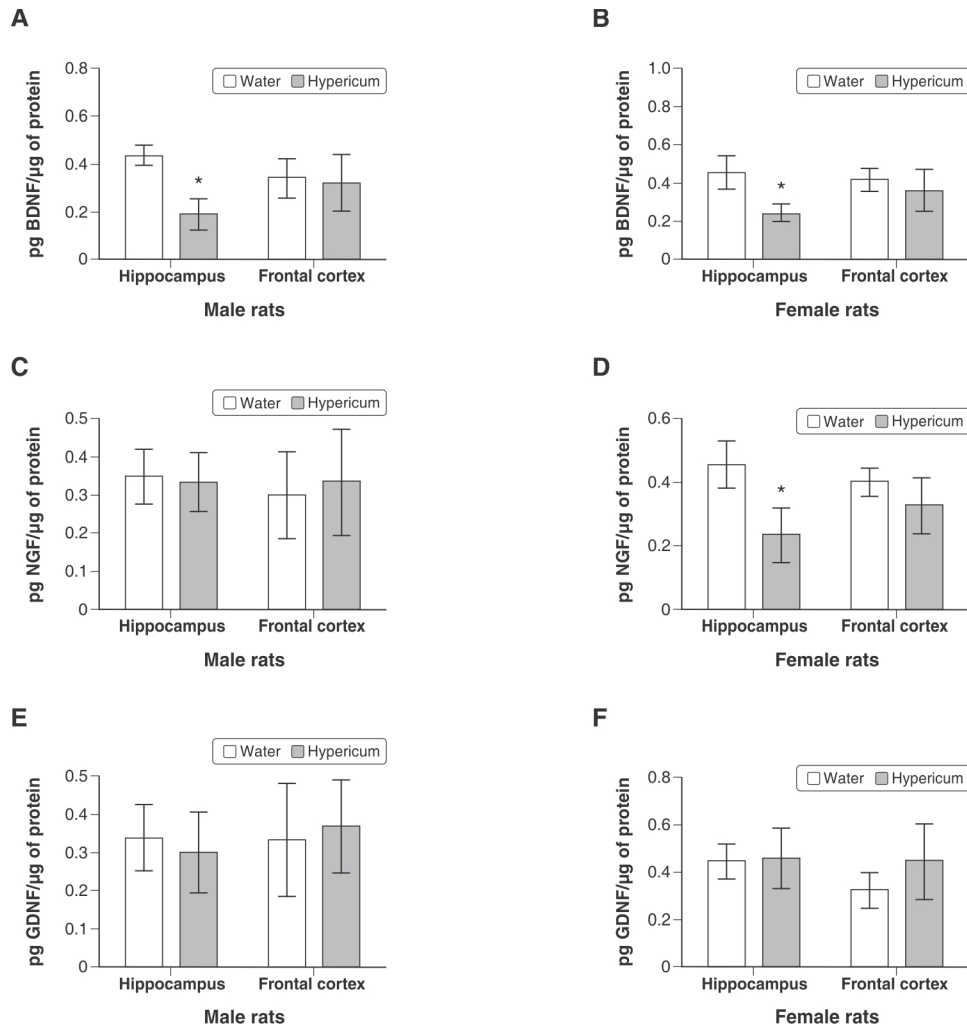 A
pg BDNF/μg of protein
0.8
0.6
0.4
0.2
0
Water Hypericum
*
Hippocampus Frontal cortex
Male rats
B
pg BDNF/μg of protein
1.0
0.8
0.6
0.4
0.2
0
Water Hypericum
*
Hippocampus Frontal cortex
Female rats
C
pg NGF/μg of protein
0.5
0.4
0.3
0.2
0.1
0
Water Hypericum
Hippocampus Frontal cortex
Male rats
D
pg NGF/μg of protein
0.6
0.4
0.2
0
Water Hypericum
*
Hippocampus Frontal cortex
Female rats
E
pg GDNF/μg of protein
0.5
0.4
0.3
0.2
0.1
0
Water Hypericum
Hippocampus Frontal cortex
Male rats
F
pg GDNF/μg of protein
0.8
0.6
0.4
0.2
0
Water Hypericum
Hippocampus Frontal cortex
Female rats